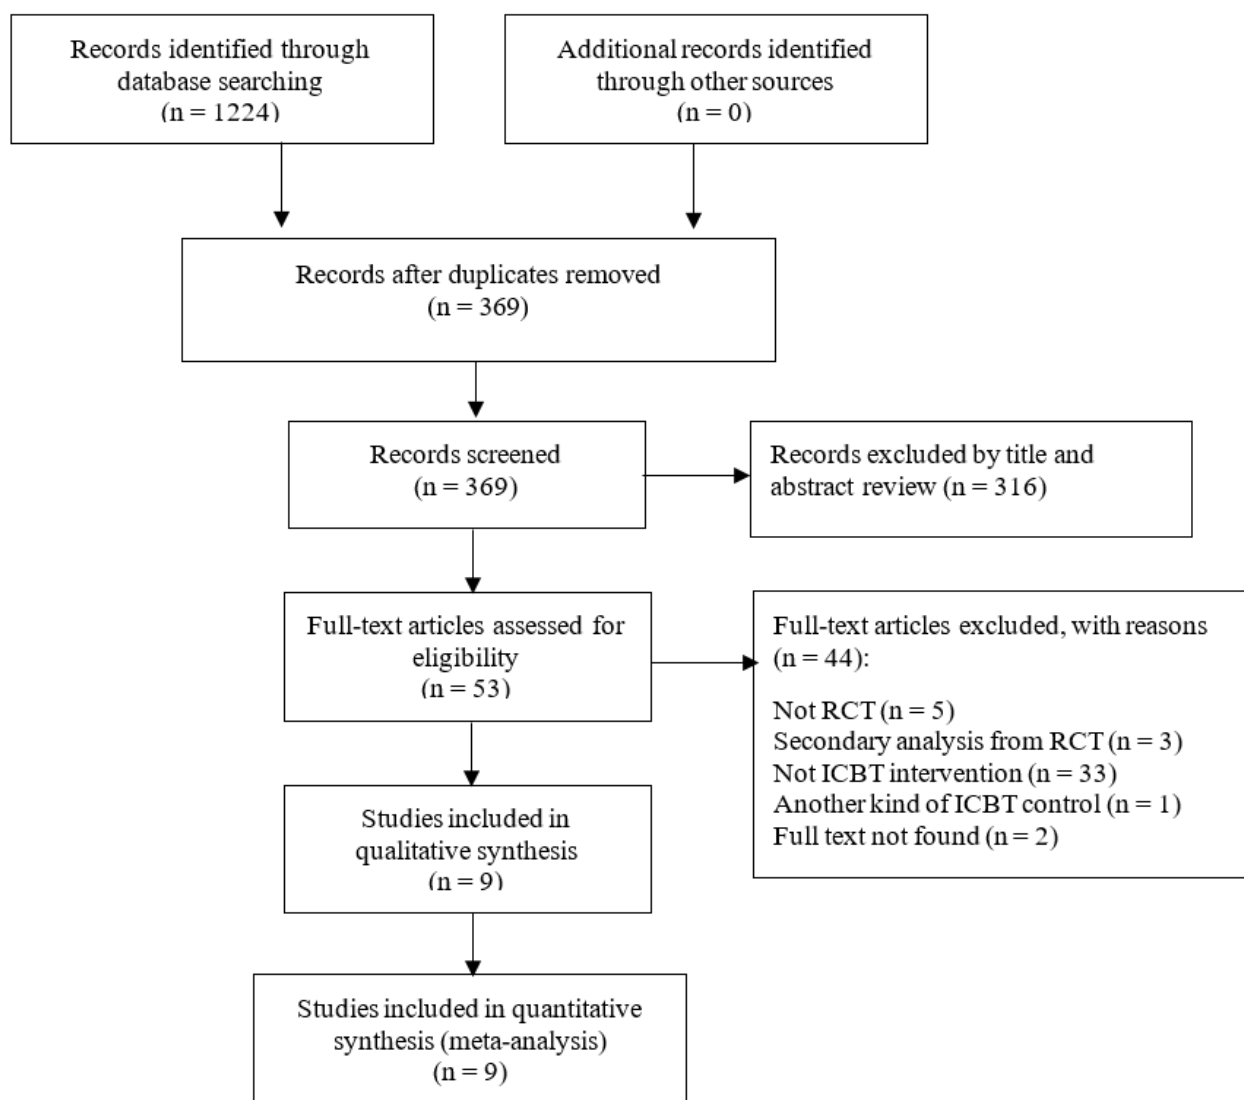 Records identified through
database searching
(n = 1224)
Additional records identified
through other sources
(n = 0)
Records after duplicates removed
(n = 369)
Records screened
(n = 369)
Records excluded by title and
abstract review (n = 316)
Full-text articles assessed for
eligibility
(n = 53)
Full-text articles excluded, with reasons
(n = 44):
Not RCT (n = 5)
Secondary analysis from RCT (n = 3)
Not ICBT intervention (n = 33)
Another kind of ICBT control (n = 1)
Full text not found (n = 2)
Studies included in
qualitative synthesis
(n = 9)
Studies included in quantitative
synthesis (meta-analysis)
(n = 9)